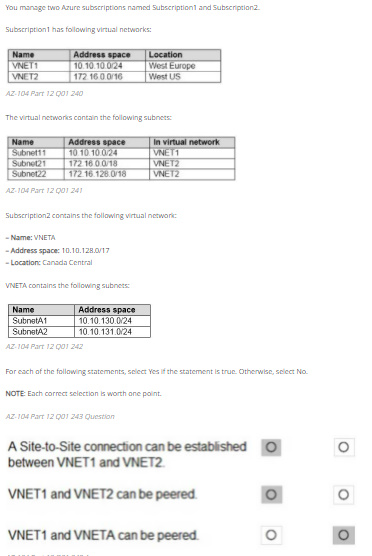 You manage two Azure subscriptions named Subscription1 and Subscription2.
Subscription1 has following virtual networks:
Name Address space Location
VNET1 10.10.10.0/24 West Europe
VNET2 172.16.0.0/16 West US
AZ-104 Part 12 Q01 240
The virtual networks contain the following subnets:
Name Address space In virtual network
Subnet11 10.10.10.0/24 VNET1
Subnet21 172.16.0.0/18 VNET2
Subnet22 172.16.128.0/18 VNET2
AZ-104 Part 12 Q01 241
Subscription2 contains the following virtual network:
– Name: VNETA
– Address space: 10.10.128.0/17
– Location: Canada Central
VNETA contains the following subnets:
Name Address space
SubnetA1 10.10.130.0/24
SubnetA2 10.10.131.0/24
AZ-104 Part 12 Q01 242
For each of the following statements, select Yes if the statement is true. Otherwise, select No.
NOTE: Each correct selection is worth one point.
AZ-104 Part 12 Q01 243 Question
A Site-to-Site connection can be established
between VNET1 and VNET2.
VNET1 and VNET2 can be peered.
VNET1 and VNETA can be peered.